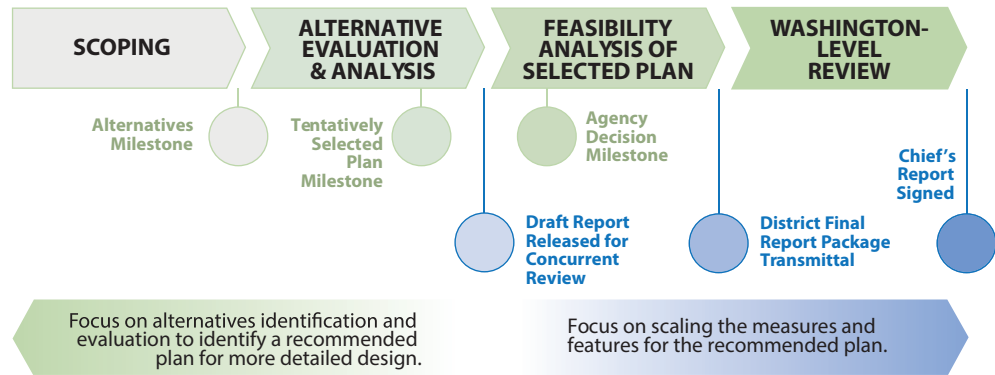 SCOPING
ALTERNATIVE
EVALUATION
& ANALYSIS
FEASIBILITY
ANALYSIS OF
SELECTED PLAN
WASHINGTON-
LEVEL
REVIEW
Alternatives
Milestone
Tentatively
Selected
Plan
Milestone
Agency
Decision
Milestone
Chief's
Report
Signed
Draft Report
Released for
Concurrent
Review
District Final
Report Package
Transmittal
Focus on alternatives identification and
evaluation to identify a recommended
plan for more detailed design.
Focus on scaling the measures and
features for the recommended plan.